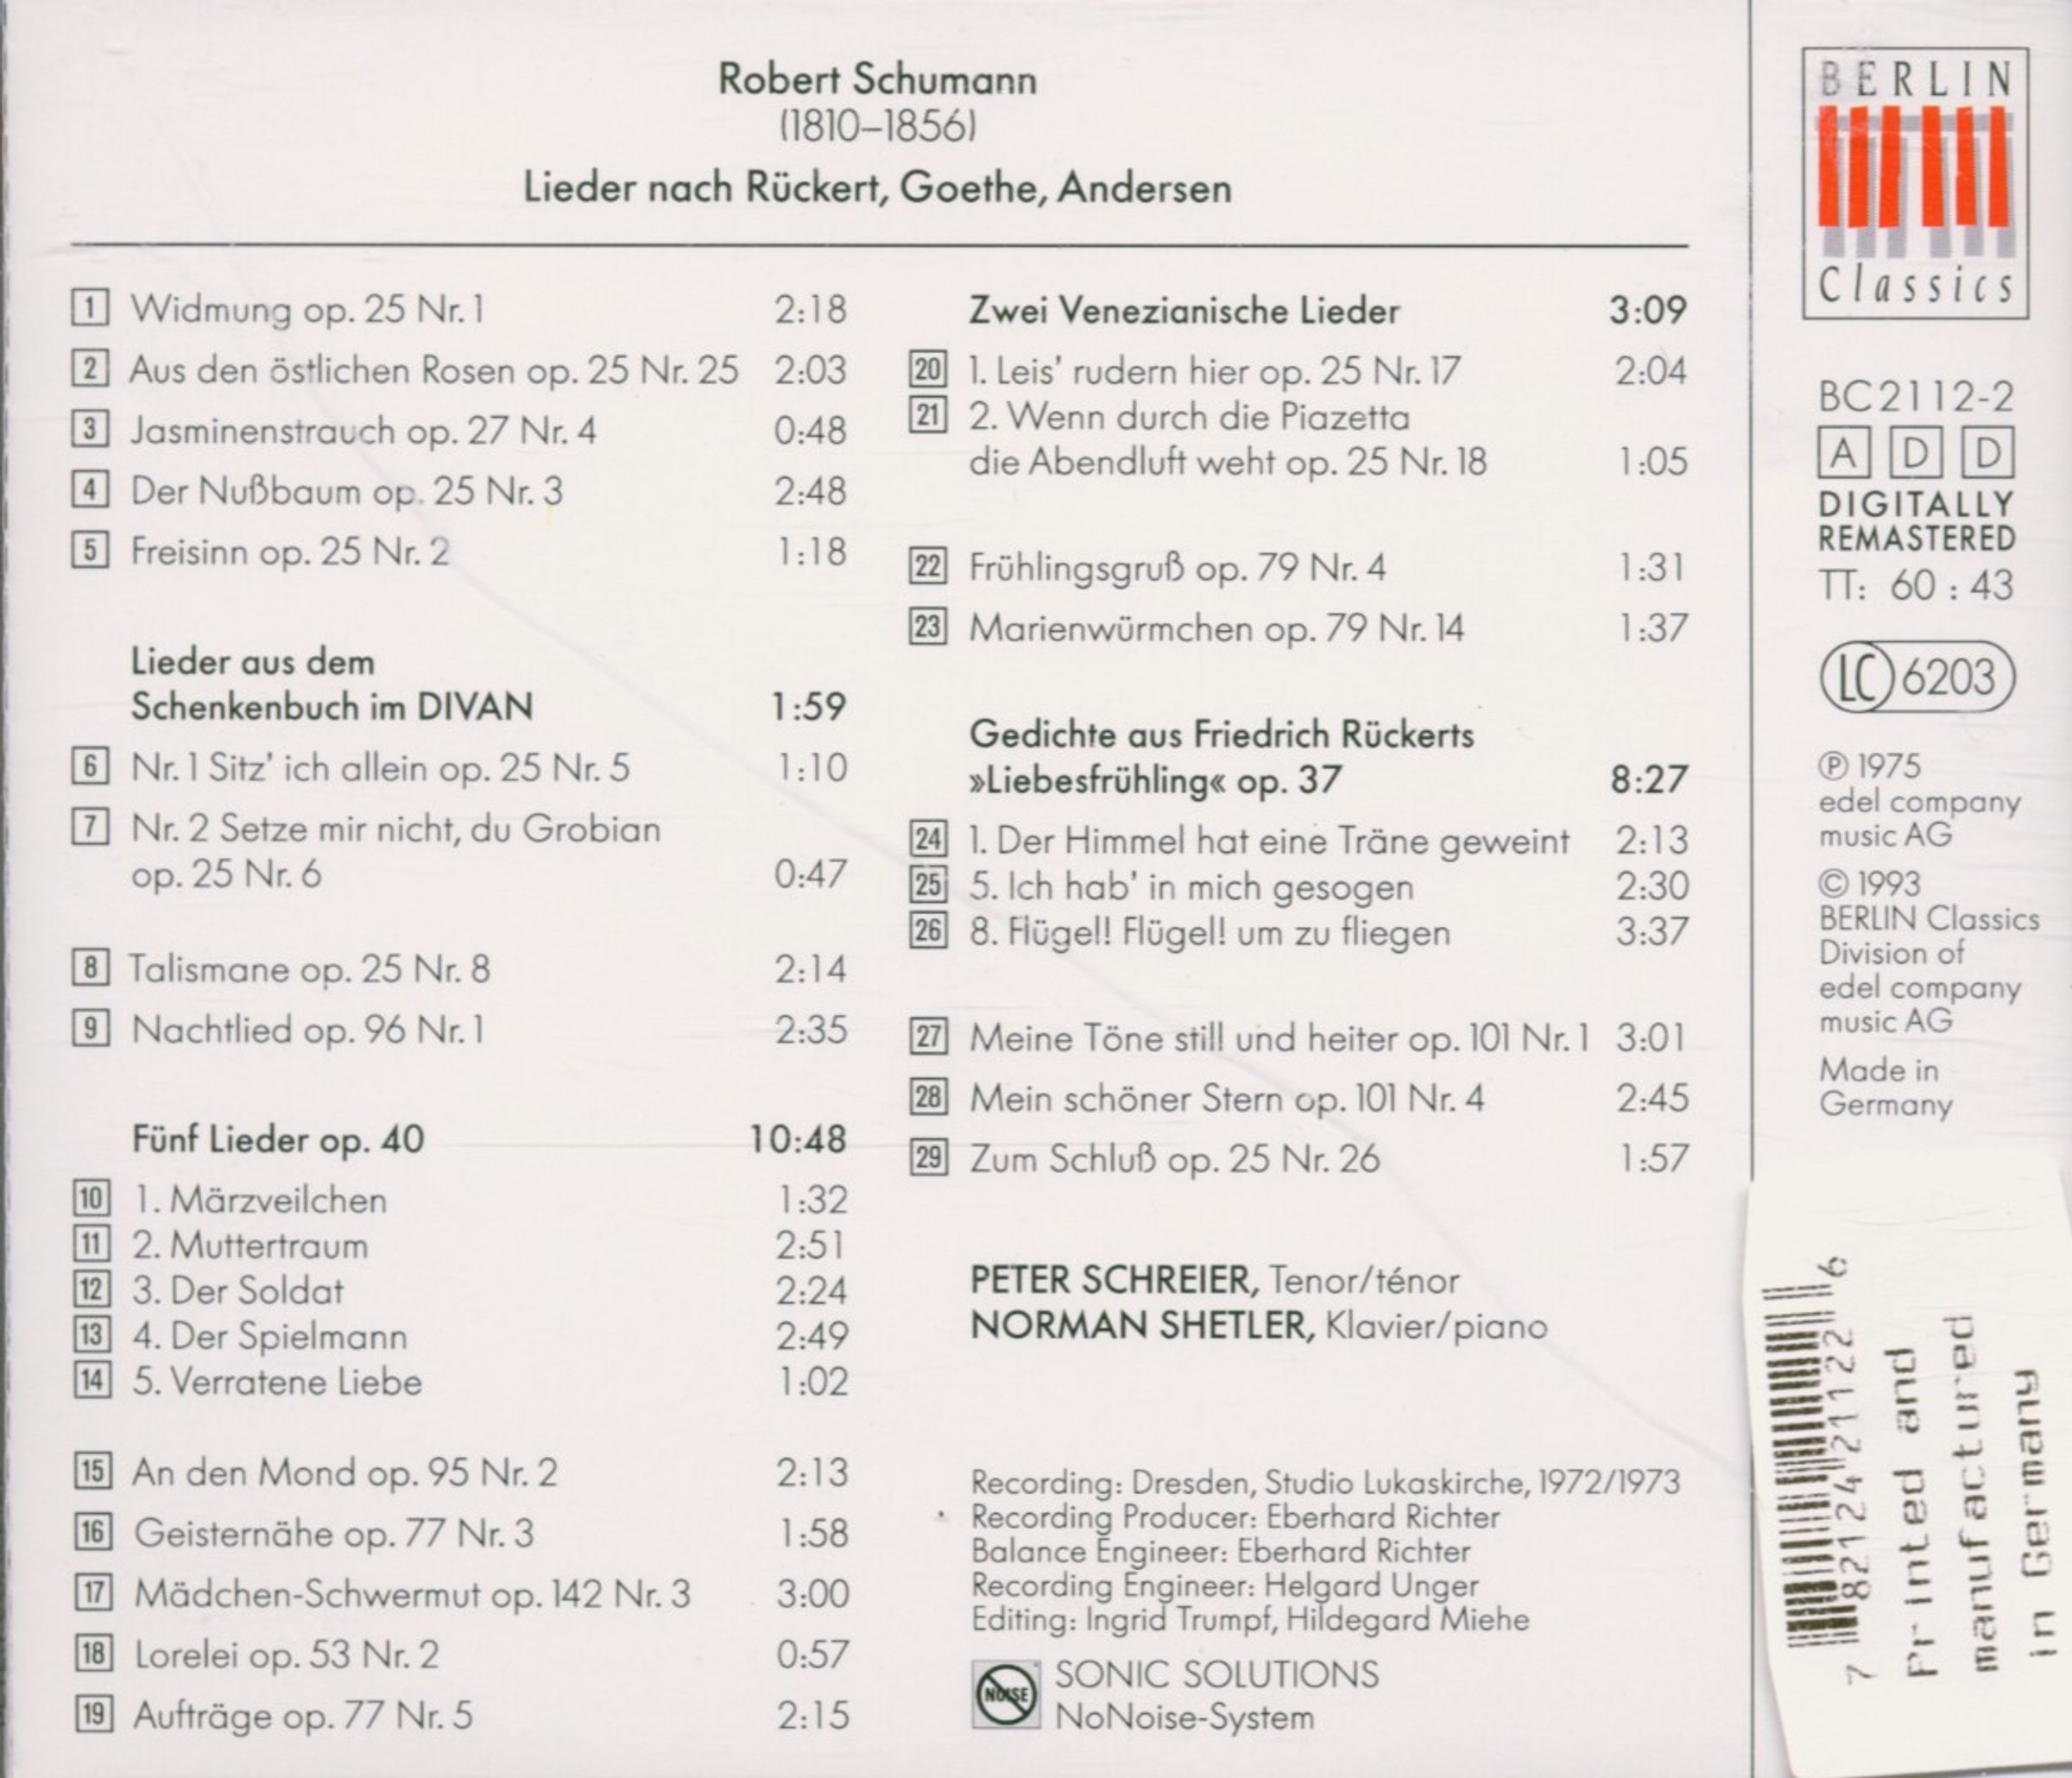 Robert Schumann
(1810–1856)
Lieder nach Rückert, Goethe, Andersen
1 Widmung op. 25 Nr. 1 2:18
2 Aus den östlichen Rosen op. 25 Nr. 25 2:03
3 Jasminenstrauch op. 27 Nr. 4 0:48
4 Der Nußbaum op. 25 Nr. 3 2:48
5 Freisinn op. 25 Nr. 2 1:18
Lieder aus dem
Schenkenbuch im DIVAN 1:59
6 Nr. 1 Sitz' ich allein op. 25 Nr. 5 1:10
7 Nr. 2 Setze mir nicht, du Grobian
op. 25 Nr. 6 0:47
8 Talismane op. 25 Nr. 8 2:14
9 Nachtlied op. 96 Nr. 1 2:35
Fünf Lieder op. 40 10:48
10 1. Märzveilchen 1:32
11 2. Muttertraum 2:51
12 3. Der Soldat 2:24
13 4. Der Spielmann 2:49
14 5. Verratene Liebe 1:02
15 An den Mond op. 95 Nr. 2 2:13
16 Geisternähe op. 77 Nr. 3 1:58
17 Mädchen-Schwermut op. 142 Nr. 3 3:00
18 Lorelei op. 53 Nr. 2 0:57
19 Aufträge op. 77 Nr. 5 2:15
Zwei Venezianische Lieder 3:09
20 1. Leis' rudern hier op. 25 Nr. 17 2:04
21 2. Wenn durch die Piazetta
die Abendluft weht op. 25 Nr. 18 1:05
22 Frühlingsgruß op. 79 Nr. 4 1:31
23 Marienwürmchen op. 79 Nr. 14 1:37
Gedichte aus Friedrich Rückerts
»Liebesfrühling« op. 37 8:27
24 1. Der Himmel hat eine Träne geweint 2:13
25 5. Ich hab' in mich gesogen 2:30
26 8. Flügel! Flügel! um zu fliegen 3:37
27 Meine Töne still und heiter op. 101 Nr. 1 3:01
28 Mein schöner Stern op. 101 Nr. 4 2:45
29 Zum Schluß op. 25 Nr. 26 1:57
PETER SCHREIER, Tenor/ténor
NORMAN SHETLER, Klavier/piano
Recording: Dresden, Studio Lukaskirche, 1972/1973
Recording Producer: Eberhard Richter
Balance Engineer: Eberhard Richter
Recording Engineer: Helgard Unger
Editing: Ingrid Trumpf, Hildegard Miehe
NOISE
SONIC SOLUTIONS
NoNoise-System
BERLIN
Classics
BC 2112-2
A D D
DIGITALLY
REMASTERED
TT: 60 : 43
LC 6203
℗ 1975
edel company
music AG
© 1993
BERLIN Classics
Division of
edel company
music AG
Made in
Germany
7 82124 21122 6
Printed and
manufactured
in Germany